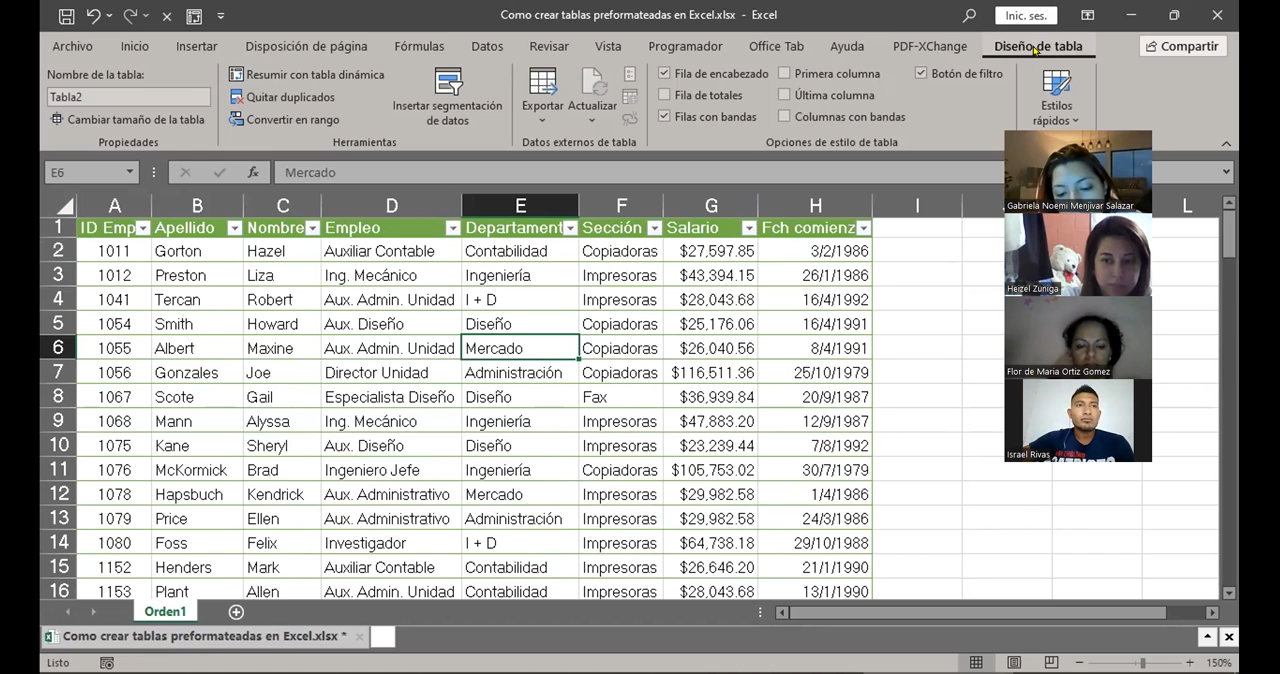 Como crear tablas preformateadas en Excel.xlsx - Excel
Inic. ses.
Archivo Inicio Insertar Disposición de página Fórmulas Datos Revisar Vista Programador Office Tab Ayuda PDF-XChange Diseño de tabla Compartir
Nombre de la tabla:
Tabla2
Cambiar tamaño de la tabla
Propiedades
Resumir con tabla dinámica
Quitar duplicados
Convertir en rango
Insertar segmentación
de datos
Herramientas
Exportar
Actualizar
Datos externos de tabla
Fila de encabezado
Fila de totales
Filas con bandas
Primera columna
Última columna
Columnas con bandas
Botón de filtro
Opciones de estilo de tabla
Estilos
rápidos
E6 fx Mercado
A B C D E F G H I L
1 ID Emp Apellido Nombre Empleo Departament Sección Salario Fch comienz
2 1011 Gorton Hazel Auxiliar Contable Contabilidad Copiadoras $27,597.85 3/2/1986
3 1012 Preston Liza Ing. Mecánico Ingeniería Impresoras $43,394.15 26/1/1986
4 1041 Tercan Robert Aux. Admin. Unidad I + D Impresoras $28,043.68 16/4/1992
5 1054 Smith Howard Aux. Diseño Diseño Copiadoras $25,176.06 16/4/1991
6 1055 Albert Maxine Aux. Admin. Unidad Mercado Copiadoras $26,040.56 8/4/1991
7 1056 Gonzales Joe Director Unidad Administración Copiadoras $116,511.36 25/10/1979
8 1067 Scote Gail Especialista Diseño Diseño Fax $36,939.84 20/9/1987
9 1068 Mann Alyssa Ing. Mecánico Ingeniería Impresoras $47,883.20 12/9/1987
10 1075 Kane Sheryl Aux. Diseño Diseño Impresoras $23,239.44 7/8/1992
11 1076 McKormick Brad Ingeniero Jefe Ingeniería Copiadoras $105,753.02 30/7/1979
12 1078 Hapsbuch Kendrick Aux. Administrativo Mercado Impresoras $29,982.58 1/4/1986
13 1079 Price Ellen Aux. Administrativo Administración Impresoras $29,982.58 24/3/1986
14 1080 Foss Felix Investigador I + D Impresoras $64,738.18 29/10/1988
15 1152 Henders Mark Auxiliar Contable Contabilidad Copiadoras $26,646.20 21/1/1990
16 1153 Plant Allen Aux. Admin. Unidad Contabilidad Impresoras $28,043.68 13/1/1990
Gabriela Noemi Menjivar Salazar
Heizel Zuniga
Flor de Maria Ortiz Gomez
Israel Rivas
Orden1
Como crear tablas preformateadas en Excel.xlsx *
Listo
150%